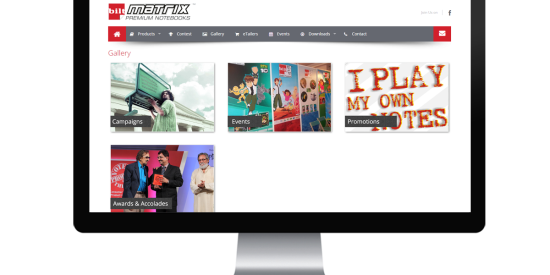 bilt matrix
PREMIUM NOTEBOOKS
Products Contest Gallery eTailers Events Downloads Contact
Gallery
Campaigns
Events
I PLAY
MY OWN
NOTES
Promotions
Awards & Accolades